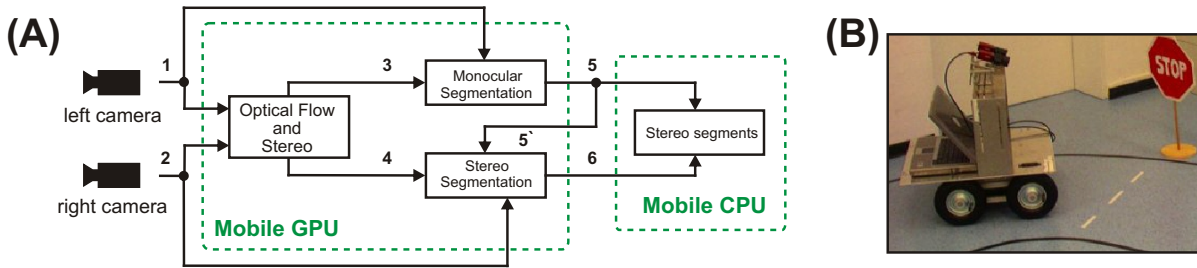 (A)
1
left camera
2
right camera
Optical Flow
and
Stereo
3
4
Monocular
Segmentation
5
5`
Stereo
Segmentation
6
Mobile GPU
Stereo segments
Mobile CPU
(B)
STOP